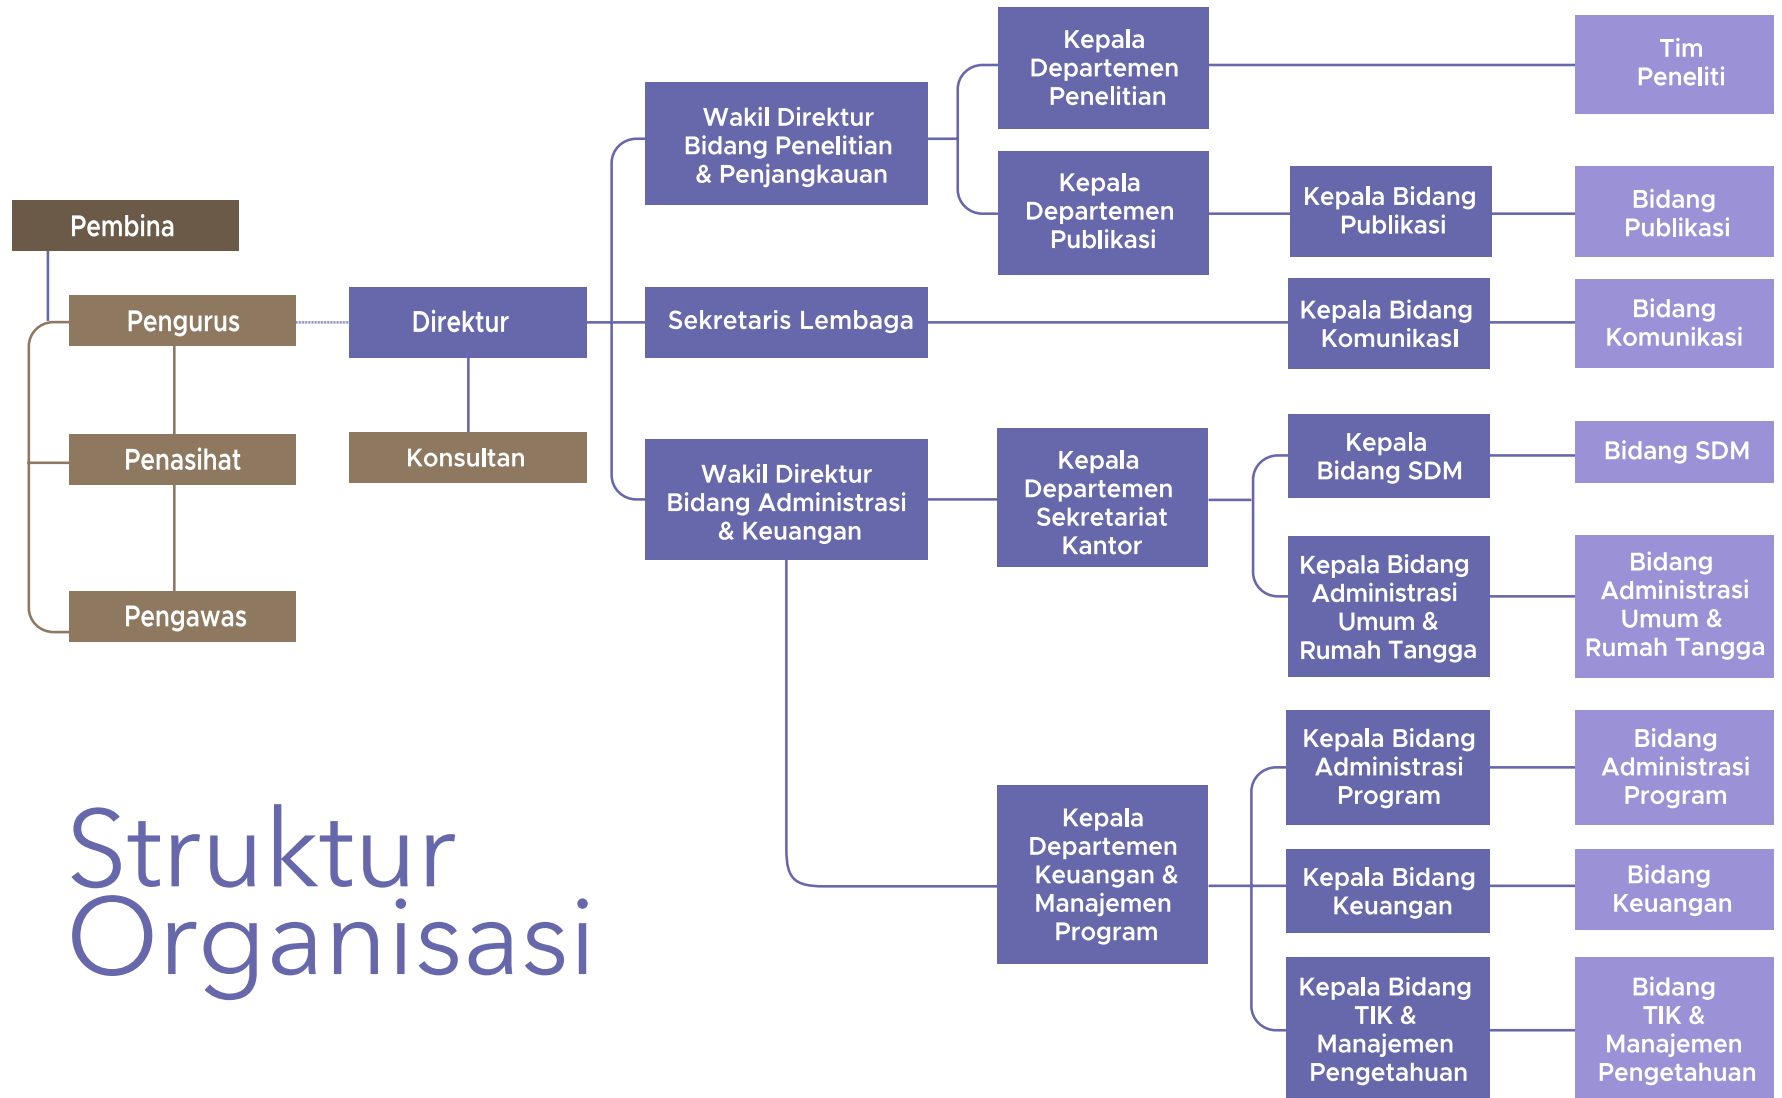 Pembina
Pengurus
Penasihat
Pengawas
Direktur
Konsultan
Wakil Direktur
Bidang Penelitian
& Penjangkauan
Sekretaris Lembaga
Wakil Direktur
Bidang Administrasi
& Keuangan
Kepala
Departemen
Penelitian
Kepala
Departemen
Publikasi
Kepala
Departemen
Sekretariat
Kantor
Kepala
Departemen
Keuangan &
Manajemen
Program
Kepala Bidang
Publikasi
Kepala Bidang
KomunikasI
Kepala
Bidang SDM
Kepala Bidang
Administrasi
Umum &
Rumah Tangga
Kepala Bidang
Administrasi
Program
Kepala Bidang
Keuangan
Kepala Bidang
TIK &
Manajemen
Pengetahuan
Tim
Peneliti
Bidang
Publikasi
Bidang
Komunikasi
Bidang SDM
Bidang
Administrasi
Umum &
Rumah Tangga
Bidang
Administrasi
Program
Bidang
Keuangan
Bidang
TIK &
Manajemen
Pengetahuan
Struktur
Organisasi